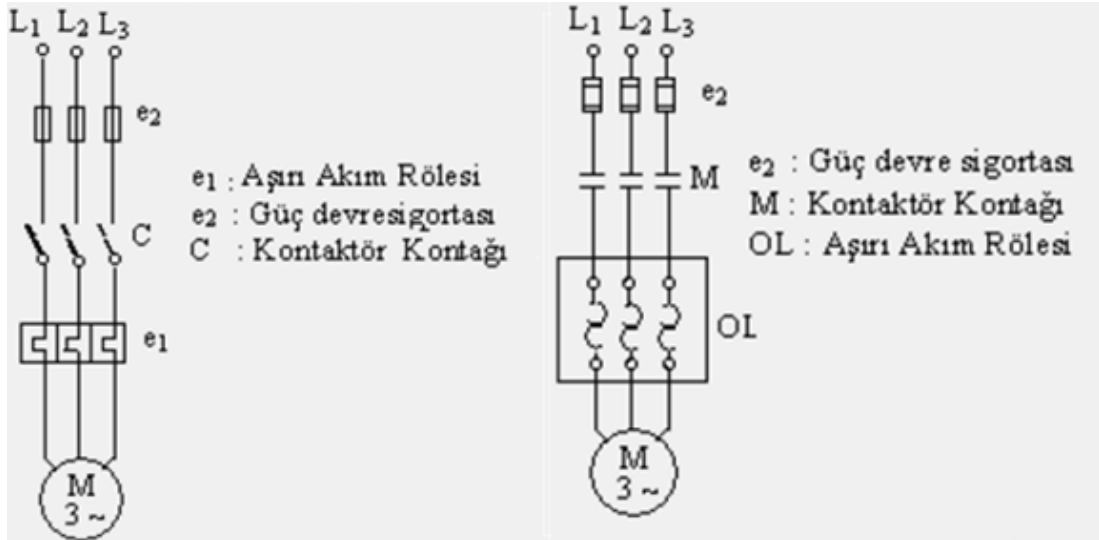 L1 L2 L3
e2
e1 : Aşırı Akım Rölesi
e2 : Güç devresigortası
C : Kontaktör Kontağı
C
e1
M
3 ~
L1 L2 L3
e2
M
e2 : Güç devre sigortası
M : Kontaktör Kontağı
OL : Aşırı Akım Rölesi
OL
M
3 ~